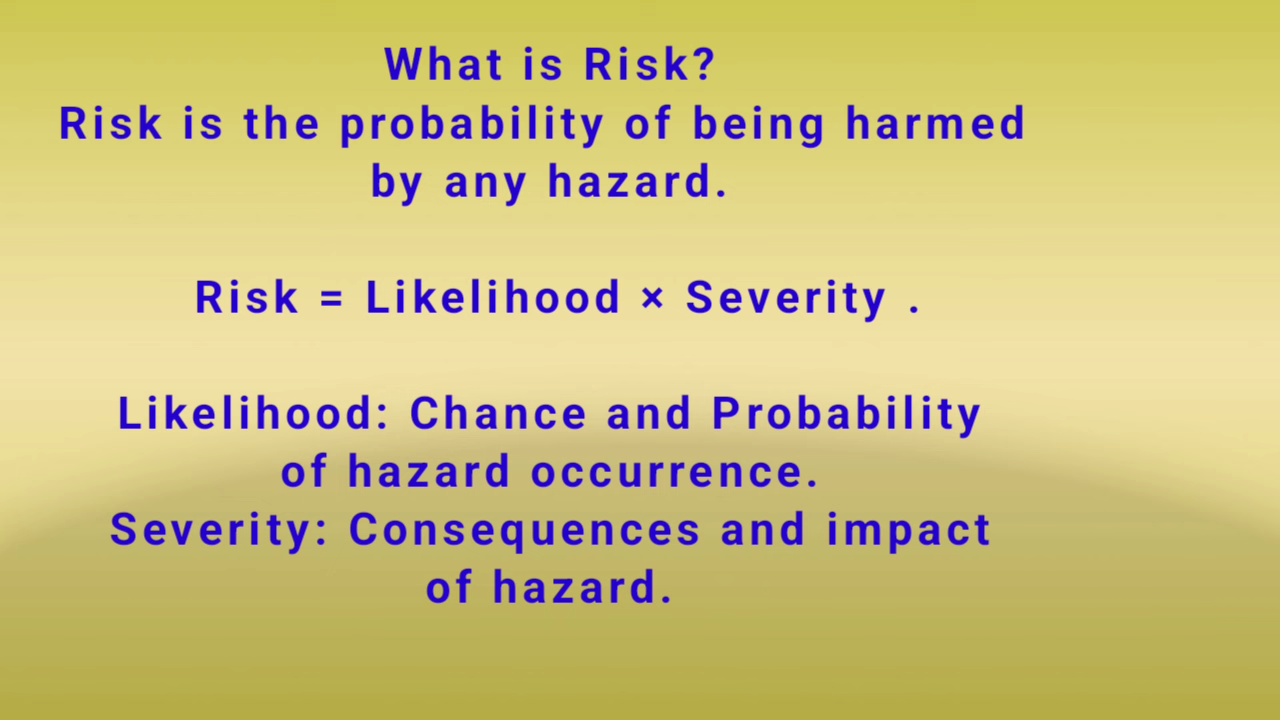 What is Risk?
Risk is the probability of being harmed
by any hazard.
Risk = Likelihood × Severity .
Likelihood: Chance and Probability
of hazard occurrence.
Severity: Consequences and impact
of hazard.